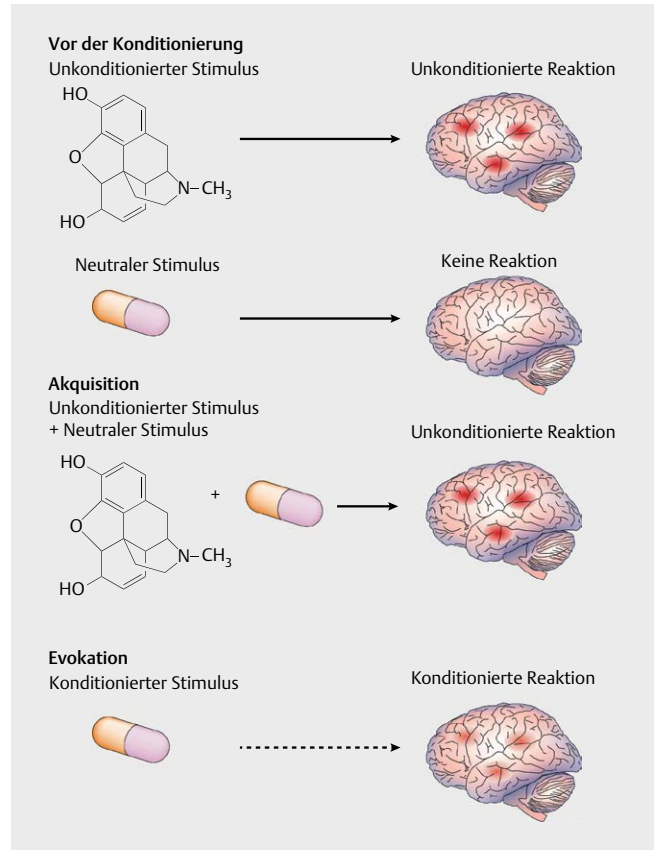 Vor der Konditionierung
Unkonditionierter Stimulus
Unkonditionierte Reaktion
HO
O
N–CH3
HO
Neutraler Stimulus
Keine Reaktion
Akquisition
Unkonditionierter Stimulus
+ Neutraler Stimulus
Unkonditionierte Reaktion
HO
+
O
N–CH3
HO
Evokation
Konditionierter Stimulus
Konditionierte Reaktion